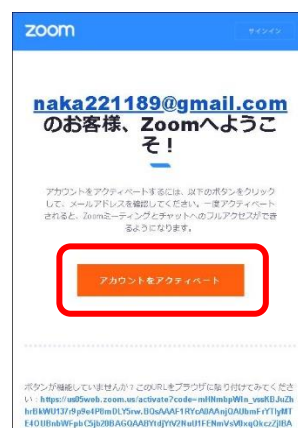 zoom
サインイン
naka221189@gmail.com
のお客様、Zoomへようこ
そ！
アカウントをアクティベートするには、以下のボタンをクリック
して、メールアドレスを確認してください。一度アクティベート
されると、Zoomミーティングとチャットへのフルアクセスができ
るようになります。
アカウントをアクティベート
ボタンが機能していませんか？このURLをブラウザに貼り付けてくださ
い：https://us05web.zoom.us/activate?code=